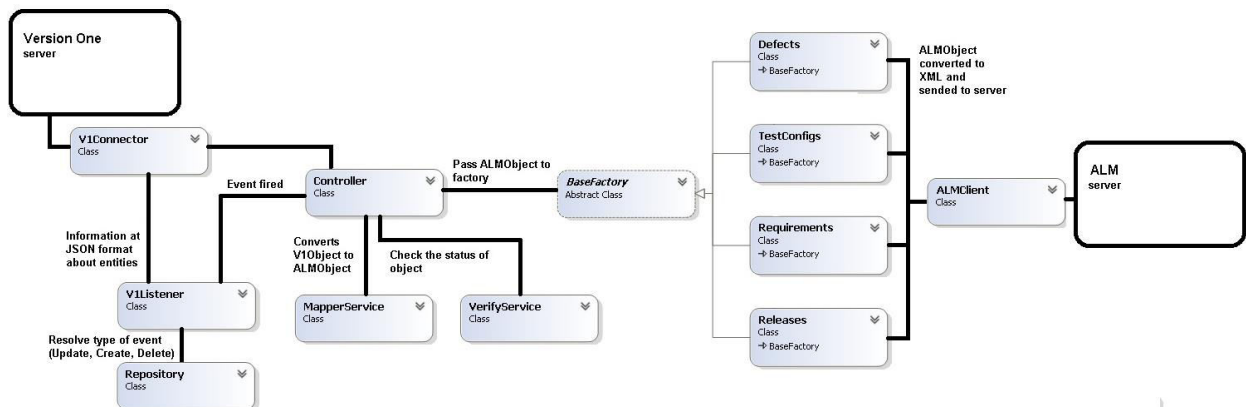 Version One
server
V1Connector
Class
Event fired
Controller
Class
Information at
JSON format
about entities
V1Listener
Class
Resolve type of event
(Update, Create, Delete)
Repository
Class
Converts
V1Object to
ALMObject
MapperService
Class
Check the status of
object
VerifyService
Class
Pass ALMObject to
factory
BaseFactory
Abstract Class
Defects
Class
BaseFactory
TestConfigs
Class
BaseFactory
Requirements
Class
BaseFactory
Releases
Class
BaseFactory
ALMObject
converted to
XML and
sended to server
ALMClient
Class
ALM
server